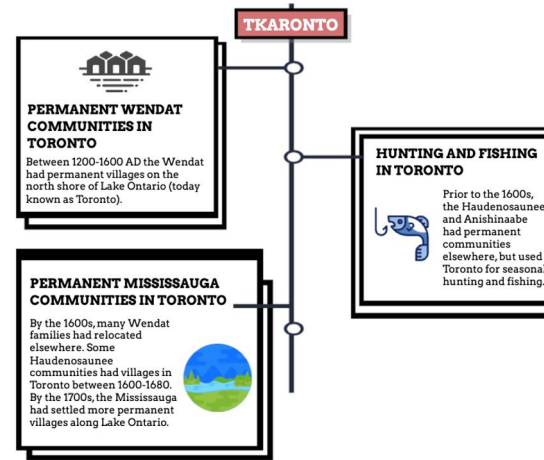 TKARONTO
PERMANENT WENDAT
COMMUNITIES IN
TORONTO
Between 1200-1600 AD the Wendat
had permanent villages on the
north shore of Lake Ontario (today
known as Toronto).
HUNTING AND FISHING
IN TORONTO
Prior to the 1600s,
the Haudenosaunee
and Anishinaabe
had permanent
communities
elsewhere, but used
Toronto for seasonal
hunting and fishing.
PERMANENT MISSISSAUGA
COMMUNITIES IN TORONTO
By the 1600s, many Wendat
families had relocated
elsewhere. Some
Haudenosaunee
communities had villages in
Toronto between 1600-1680.
By the 1700s, the Mississauga
had settled more permanent
villages along Lake Ontario.